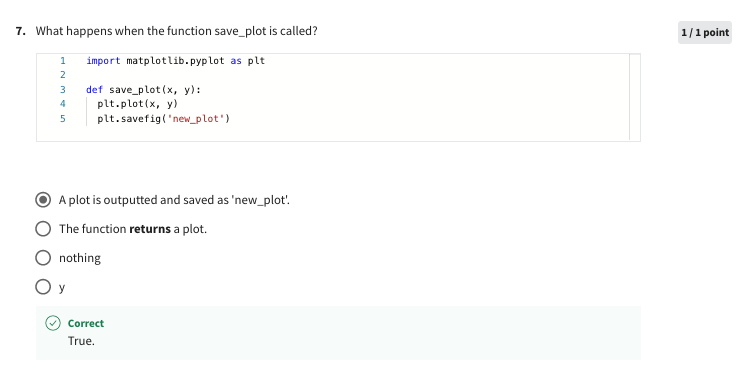 7. What happens when the function save_plot is called?
1 / 1 point
1 import matplotlib.pyplot as plt
2
3 def save_plot(x, y):
4 plt.plot(x, y)
5 plt.savefig('new_plot')
A plot is outputted and saved as 'new_plot'.
The function returns a plot.
nothing
y
Correct
True.